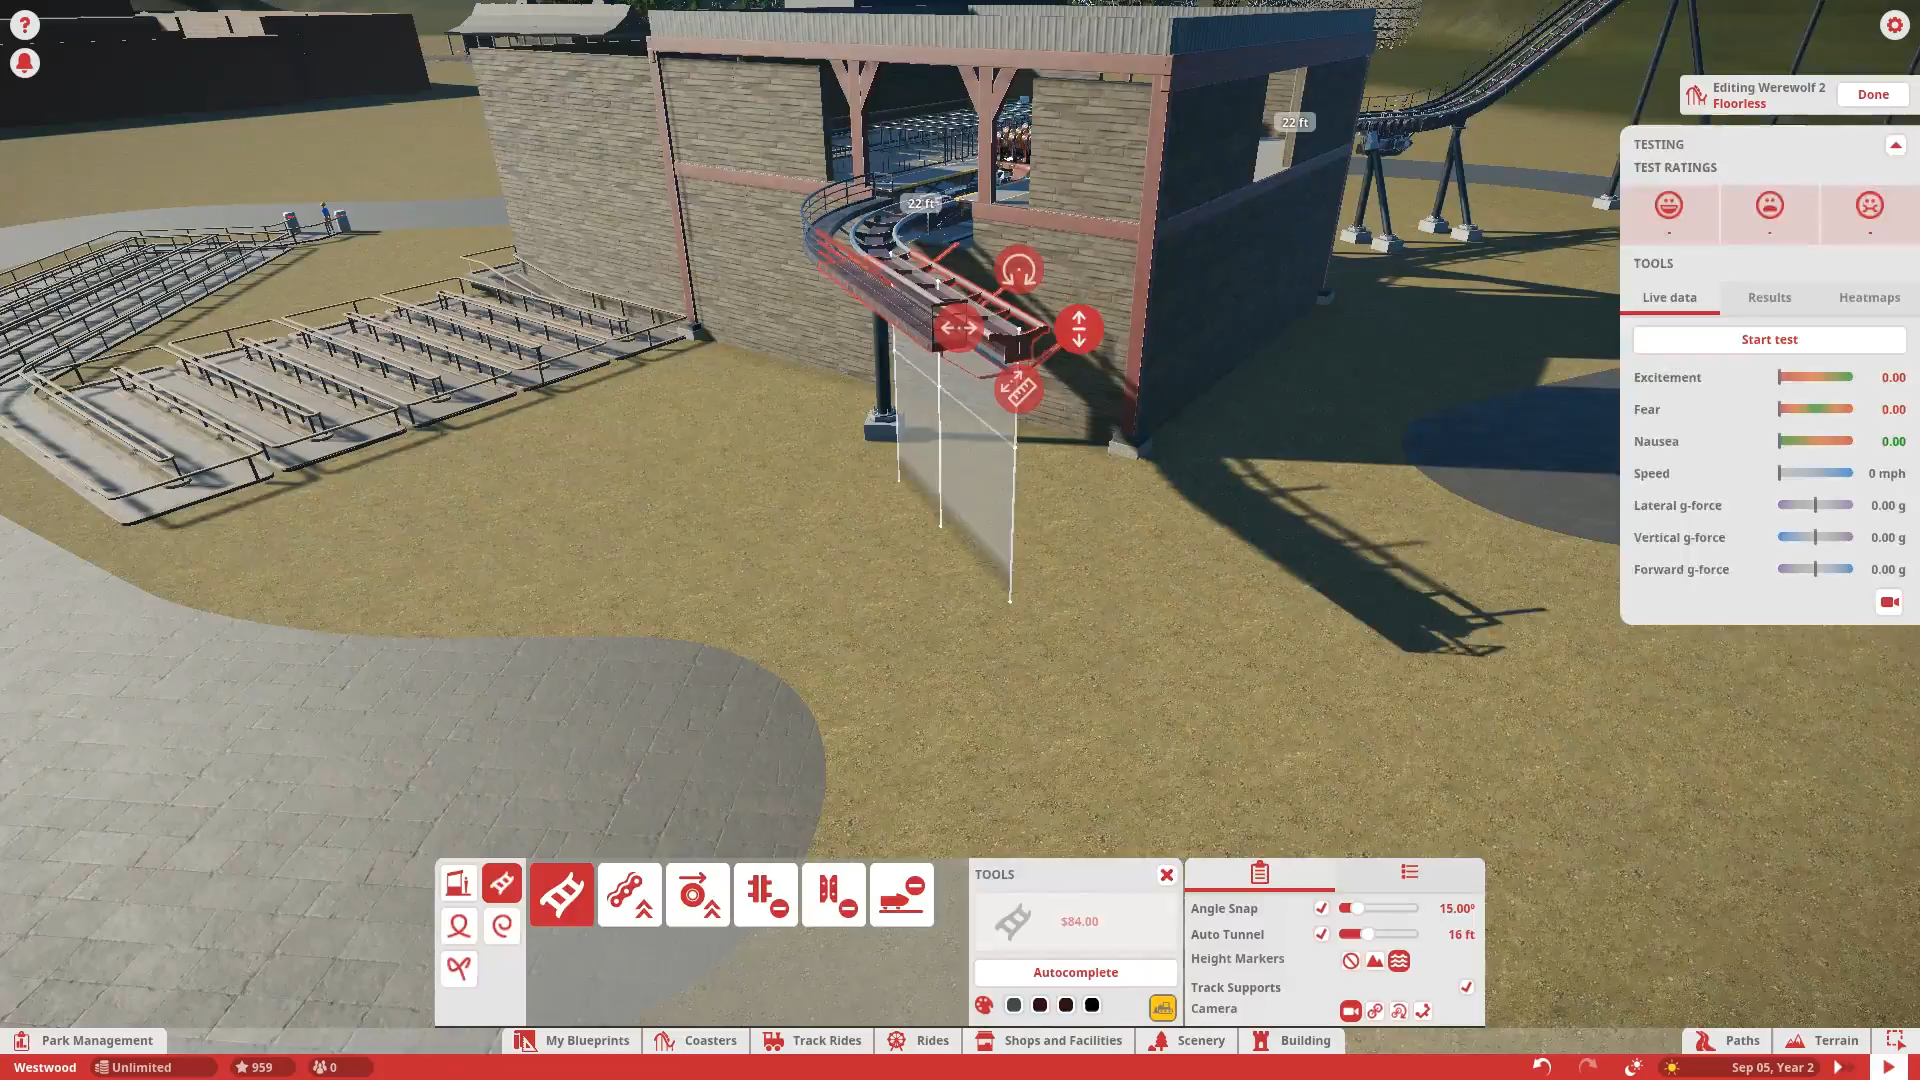 ?
Editing Werewolf 2
Floorless
Done
TESTING
TEST RATINGS
- - -
22 ft
22 ft
TOOLS
Live data Results Heatmaps
Start test
Excitement 0.00
Fear 0.00
Nausea 0.00
Speed 0 mph
Lateral g-force 0.00 g
Vertical g-force 0.00 g
Forward g-force 0.00 g
TOOLS
$84.00
Autocomplete
Angle Snap 15.00º
Auto Tunnel 16 ft
Height Markers
Track Supports
Camera
Park Management My Blueprints Coasters Track Rides Rides Shops and Facilities Scenery Building Paths Terrain
Westwood Unlimited 959 0 Sep 05, Year 2